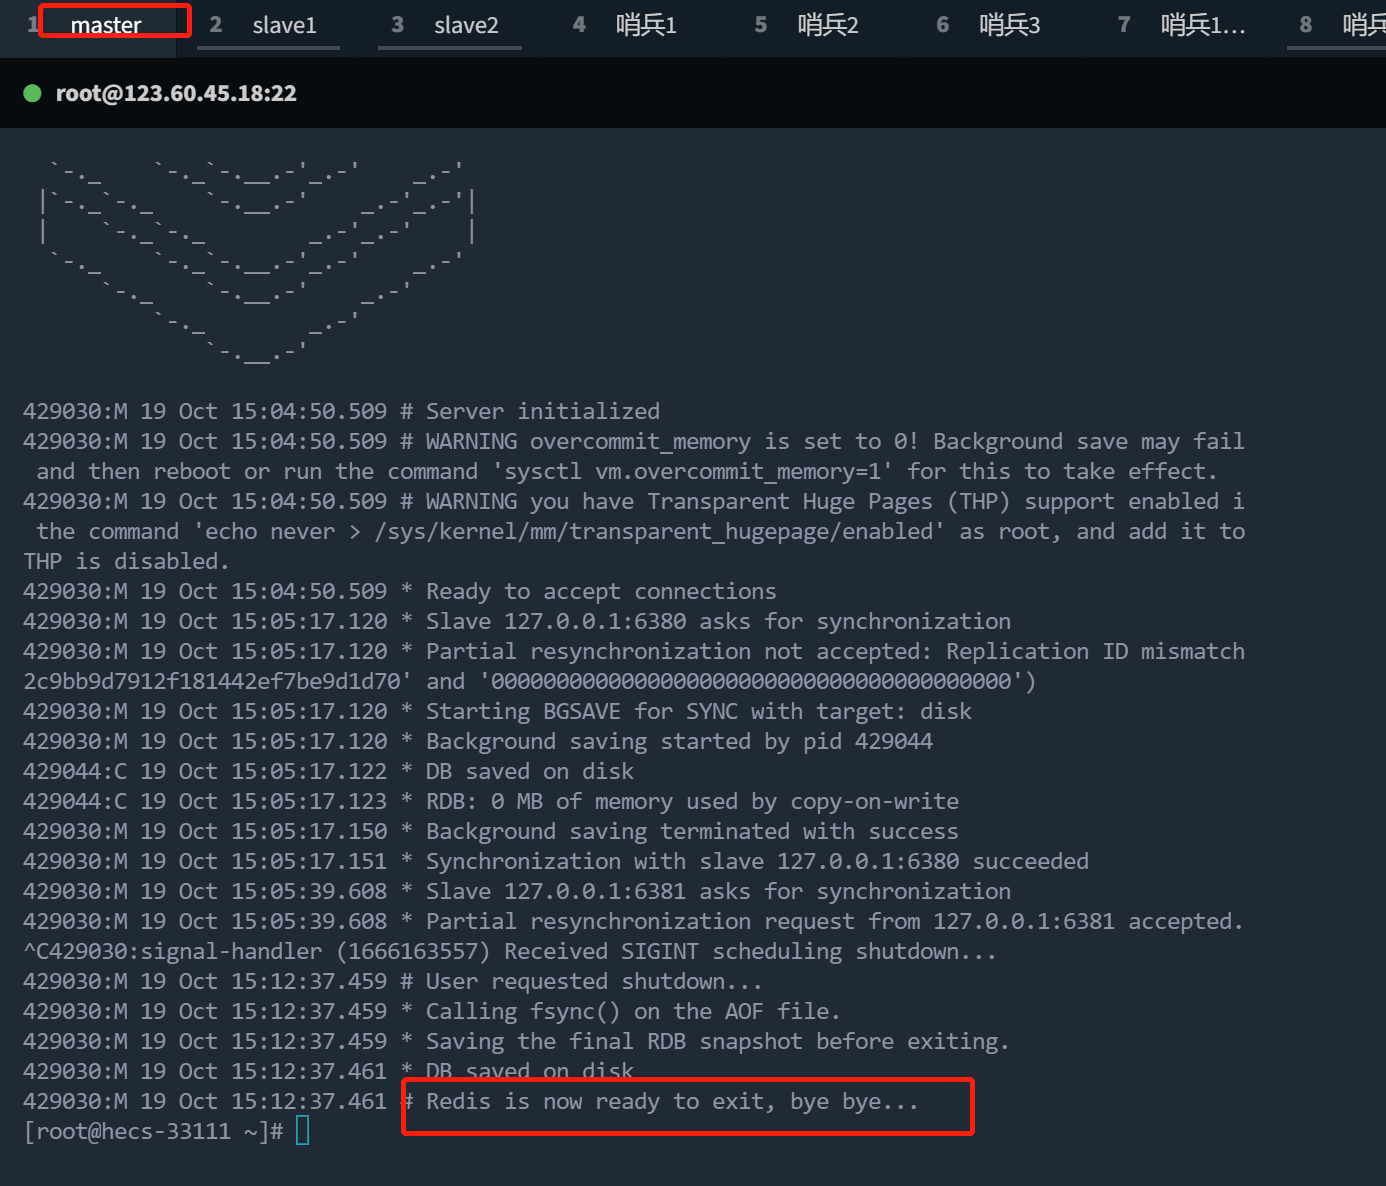 1 master 2 slave1 3 slave2 4 哨兵1 5 哨兵2 6 哨兵3 7 哨兵1... 8 哨兵
root@123.60.45.18:22
429030:M 19 Oct 15:04:50.509 # Server initialized
429030:M 19 Oct 15:04:50.509 # WARNING overcommit_memory is set to 0! Background save may fail
and then reboot or run the command 'sysctl vm.overcommit_memory=1' for this to take effect.
429030:M 19 Oct 15:04:50.509 # WARNING you have Transparent Huge Pages (THP) support enabled i
the command 'echo never > /sys/kernel/mm/transparent_hugepage/enabled' as root, and add it to
THP is disabled.
429030:M 19 Oct 15:04:50.509 * Ready to accept connections
429030:M 19 Oct 15:05:17.120 * Slave 127.0.0.1:6380 asks for synchronization
429030:M 19 Oct 15:05:17.120 * Partial resynchronization not accepted: Replication ID mismatch
2c9bb9d7912f181442ef7be9d1d70' and '0000000000000000000000000000000000000000')
429030:M 19 Oct 15:05:17.120 * Starting BGSAVE for SYNC with target: disk
429030:M 19 Oct 15:05:17.120 * Background saving started by pid 429044
429044:C 19 Oct 15:05:17.122 * DB saved on disk
429044:C 19 Oct 15:05:17.123 * RDB: 0 MB of memory used by copy-on-write
429030:M 19 Oct 15:05:17.150 * Background saving terminated with success
429030:M 19 Oct 15:05:17.151 * Synchronization with slave 127.0.0.1:6380 succeeded
429030:M 19 Oct 15:05:39.608 * Slave 127.0.0.1:6381 asks for synchronization
429030:M 19 Oct 15:05:39.608 * Partial resynchronization request from 127.0.0.1:6381 accepted.
^C429030:signal-handler (1666163557) Received SIGINT scheduling shutdown...
429030:M 19 Oct 15:12:37.459 # User requested shutdown...
429030:M 19 Oct 15:12:37.459 * Calling fsync() on the AOF file.
429030:M 19 Oct 15:12:37.459 * Saving the final RDB snapshot before exiting.
429030:M 19 Oct 15:12:37.461 * DB saved on disk
429030:M 19 Oct 15:12:37.461 # Redis is now ready to exit, bye bye...
[root@hecs-33111 ~]#